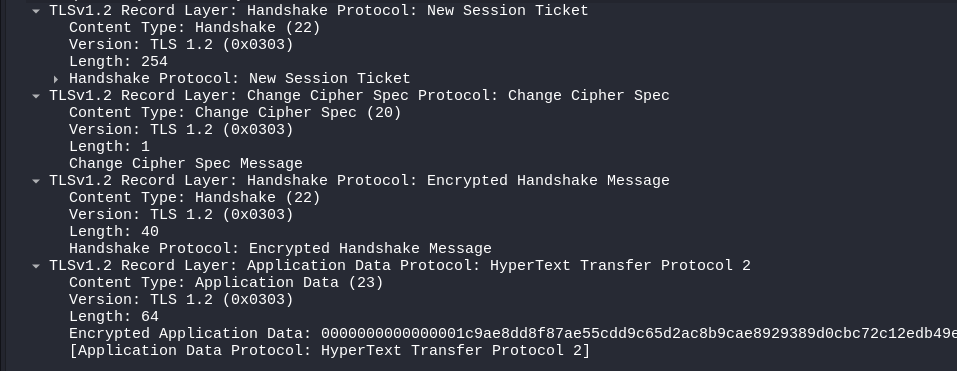 TLSv1.2 Record Layer: Handshake Protocol: New Session Ticket
Content Type: Handshake (22)
Version: TLS 1.2 (0x0303)
Length: 254
Handshake Protocol: New Session Ticket
TLSv1.2 Record Layer: Change Cipher Spec Protocol: Change Cipher Spec
Content Type: Change Cipher Spec (20)
Version: TLS 1.2 (0x0303)
Length: 1
Change Cipher Spec Message
TLSv1.2 Record Layer: Handshake Protocol: Encrypted Handshake Message
Content Type: Handshake (22)
Version: TLS 1.2 (0x0303)
Length: 40
Handshake Protocol: Encrypted Handshake Message
TLSv1.2 Record Layer: Application Data Protocol: HyperText Transfer Protocol 2
Content Type: Application Data (23)
Version: TLS 1.2 (0x0303)
Length: 64
Encrypted Application Data: 0000000000000001c9ae8dd8f87ae55cdd9c65d2ac8b9cae8929389d0cbc72c12edb49e
[Application Data Protocol: HyperText Transfer Protocol 2]